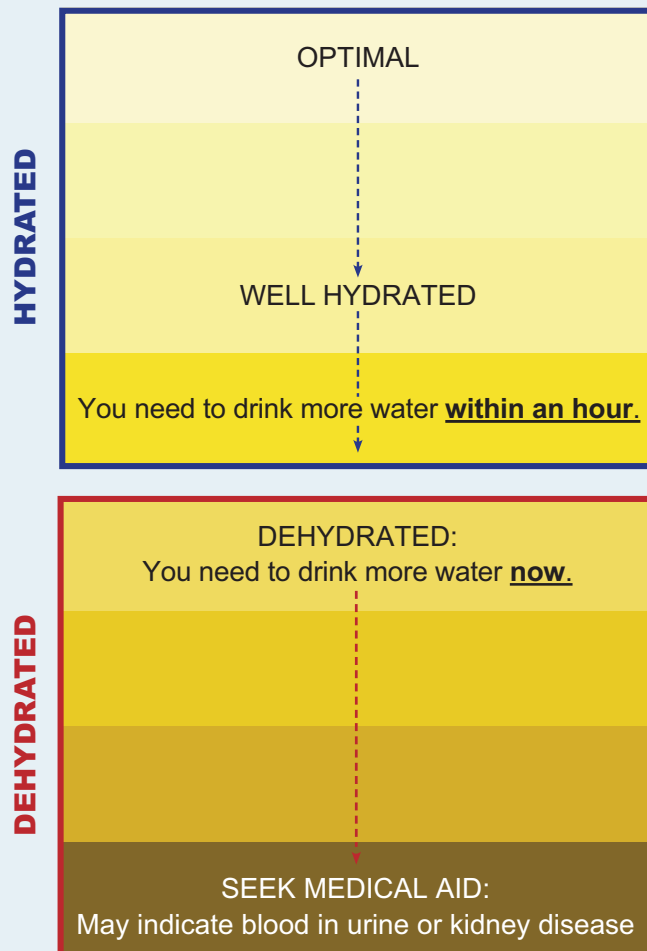 HYDRATED
OPTIMAL
WELL HYDRATED
You need to drink more water within an hour.
DEHYDRATED
DEHYDRATED:
You need to drink more water now.
SEEK MEDICAL AID:
May indicate blood in urine or kidney disease